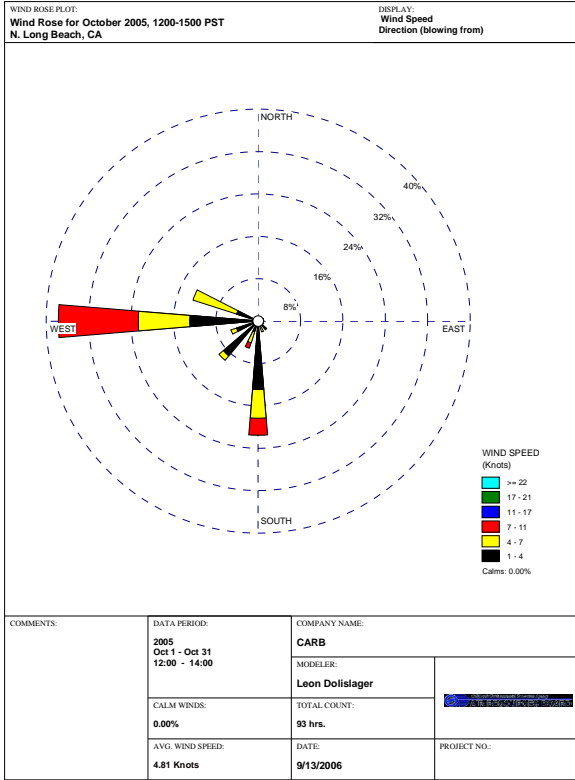 WIND ROSE PLOT:
Wind Rose for October 2005, 1200-1500 PST
N. Long Beach, CA
DISPLAY:
Wind Speed
Direction (blowing from)
NORTH
40%
32%
24%
16%
8%
WEST
EAST
SOUTH
WIND SPEED
(Knots)
>= 22
17 - 21
11 - 17
7 - 11
4 - 7
1 - 4
Calms: 0.00%
COMMENTS:
DATA PERIOD:
2005
Oct 1 - Oct 31
12:00 - 14:00
COMPANY NAME:
CARB
MODELER:
Leon Dolislager
CALM WINDS:
0.00%
TOTAL COUNT:
93 hrs.
AVG. WIND SPEED:
4.81 Knots
DATE:
9/13/2006
PROJECT NO.: